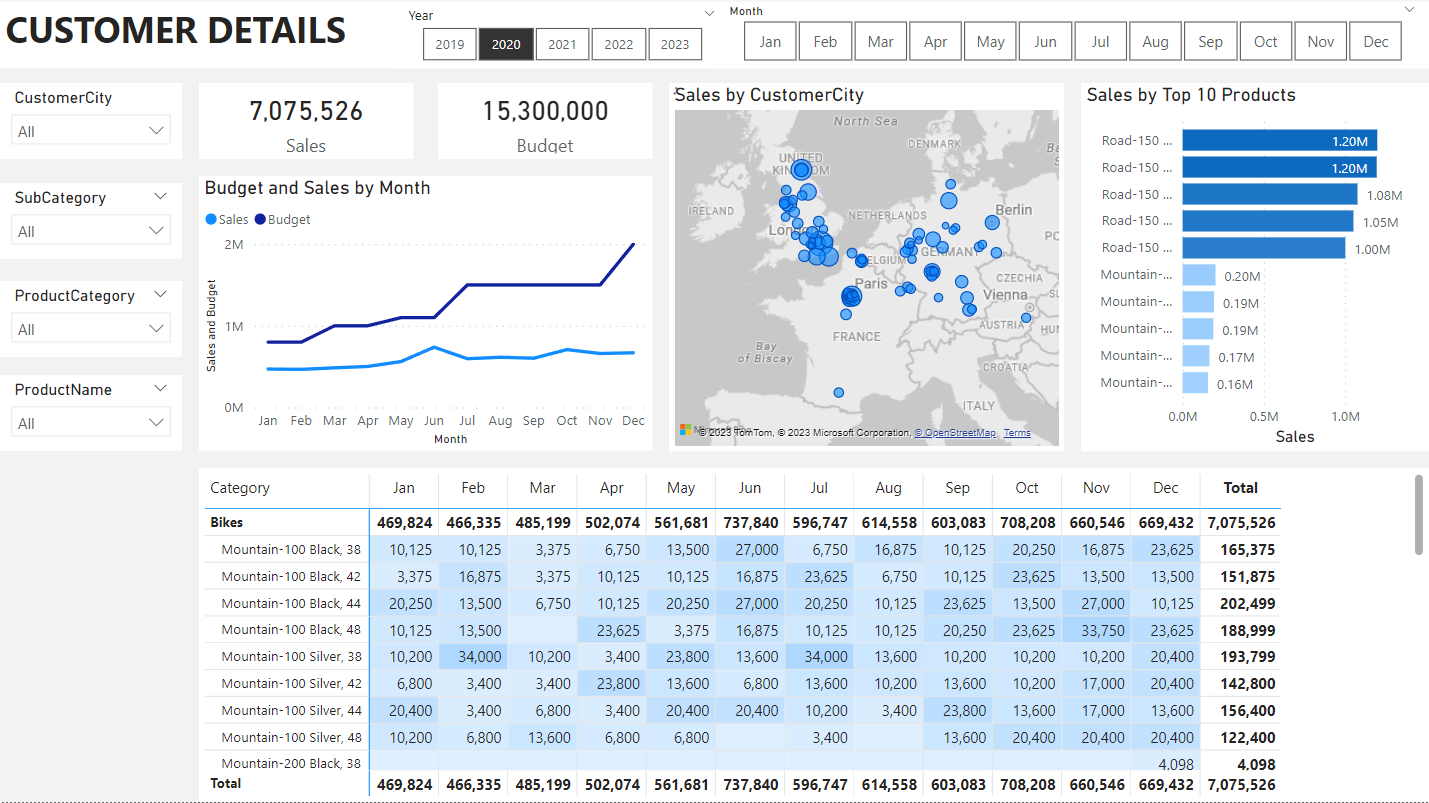 CUSTOMER DETAILS
Year
2019 2020 2021 2022 2023
Month
Jan Feb Mar Apr May Jun Jul Aug Sep Oct Nov Dec
CustomerCity
All
SubCategory
All
ProductCategory
All
ProductName
All
7,075,526
Sales
15,300,000
Budget
Budget and Sales by Month
Sales Budget
Sales and Budget
2M
1M
0M
Jan Feb Mar Apr May Jun Jul Aug Sep Oct Nov Dec
Month
Sales by CustomerCity
North Sea
DENMARK
UNITED
KINGDOM
IRELAND
NETHERLANDS
Berlin
BELGIUM
GERMANY
Paris
CZECHIA
Vienna
AUSTRIA
HUN
FRANCE
Bay
of Biscay
CROATIA
ITALY
© 2023 TomTom, © 2023 Microsoft Corporation, © OpenStreetMap Terms
Sales by Top 10 Products
Road-150 ... 1.20M
Road-150 ... 1.20M
Road-150 ... 1.08M
Road-150 ... 1.05M
Road-150 ... 1.00M
Mountain-... 0.20M
Mountain-... 0.19M
Mountain-... 0.19M
Mountain-... 0.17M
Mountain-... 0.16M
0.0M 0.5M 1.0M
Sales
Category Jan Feb Mar Apr May Jun Jul Aug Sep Oct Nov Dec Total
Bikes 469,824 466,335 485,199 502,074 561,681 737,840 596,747 614,558 603,083 708,208 660,546 669,432 7,075,526
Mountain-100 Black, 38 10,125 10,125 3,375 6,750 13,500 27,000 6,750 16,875 10,125 20,250 16,875 23,625 165,375
Mountain-100 Black, 42 3,375 16,875 3,375 10,125 10,125 16,875 23,625 6,750 10,125 23,625 13,500 13,500 151,875
Mountain-100 Black, 44 20,250 13,500 6,750 10,125 20,250 27,000 20,250 10,125 23,625 13,500 27,000 10,125 202,499
Mountain-100 Black, 48 10,125 13,500 23,625 3,375 16,875 10,125 10,125 20,250 23,625 33,750 23,625 188,999
Mountain-100 Silver, 38 10,200 34,000 10,200 3,400 23,800 13,600 34,000 13,600 10,200 10,200 10,200 20,400 193,799
Mountain-100 Silver, 42 6,800 3,400 3,400 23,800 13,600 6,800 13,600 10,200 13,600 10,200 17,000 20,400 142,800
Mountain-100 Silver, 44 20,400 3,400 6,800 3,400 20,400 20,400 10,200 3,400 23,800 13,600 17,000 13,600 156,400
Mountain-100 Silver, 48 10,200 6,800 13,600 6,800 6,800 3,400 13,600 20,400 20,400 20,400 122,400
Mountain-200 Black, 38 4,098 4,098
Total 469,824 466,335 485,199 502,074 561,681 737,840 596,747 614,558 603,083 708,208 660,546 669,432 7,075,526